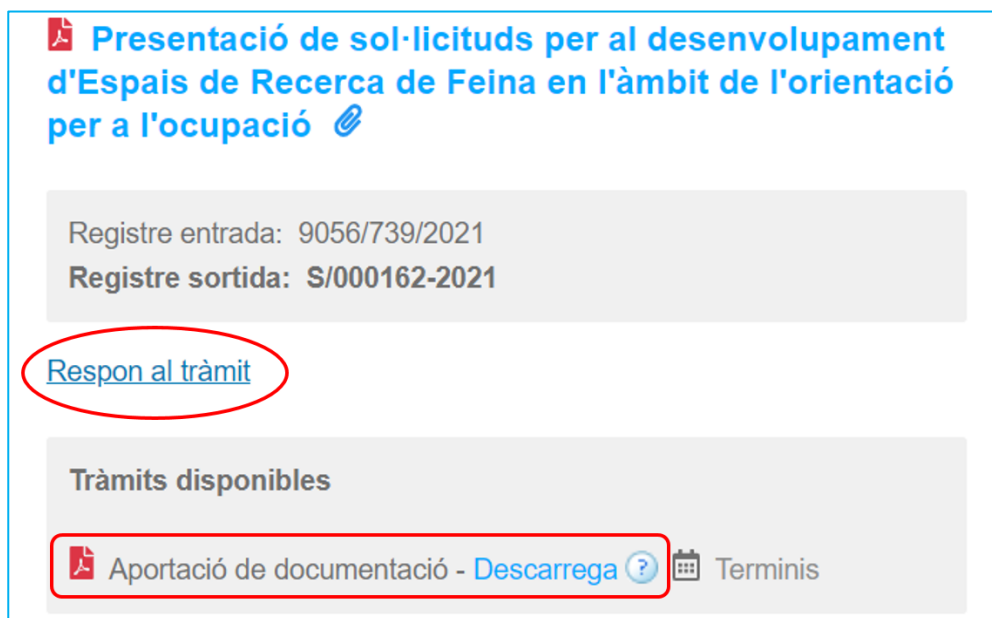 Presentació de sol·licituds per al desenvolupament
d'Espais de Recerca de Feina en l'àmbit de l'orientació
per a l'ocupació
Registre entrada: 9056/739/2021
Registre sortida: S/000162-2021
Respon al tràmit
Tràmits disponibles
Aportació de documentació - Descarrega ? Terminis